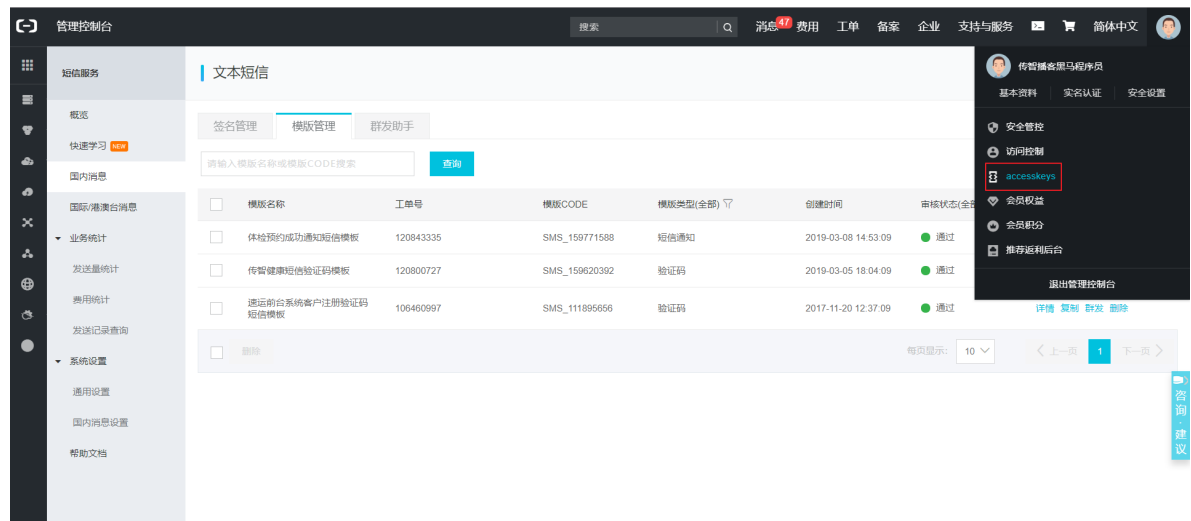 管理控制台
搜索
消息 47 费用 工单 备案 企业 支持与服务 简体中文
传智播客黑马程序员
基本资料 实名认证 安全设置
安全管控
访问控制
accesskeys
会员权益
会员积分
推荐返利后台
退出管理控制台
短信服务
概览
快速学习 NEW
国内消息
国际/港澳台消息
业务统计
发送量统计
费用统计
发送记录查询
系统设置
通用设置
国内消息设置
帮助文档
文本短信
签名管理 模版管理 群发助手
请输入模版名称或模版CODE搜索 查询
模版名称 工单号 模版CODE 模版类型(全部) 创建时间 审核状态(全部
体检预约成功通知短信模板 120843335 SMS_159771588 短信通知 2019-03-08 14:53:09 通过
传智健康短信验证码模板 120800727 SMS_159620392 验证码 2019-03-05 18:04:09 通过
速运前台系统客户注册验证码
短信模板 106460997 SMS_111895656 验证码 2017-11-20 12:37:09 通过 详情 复制 群发 删除
删除 每页显示: 10 上一页 1 下一页
咨询·建议